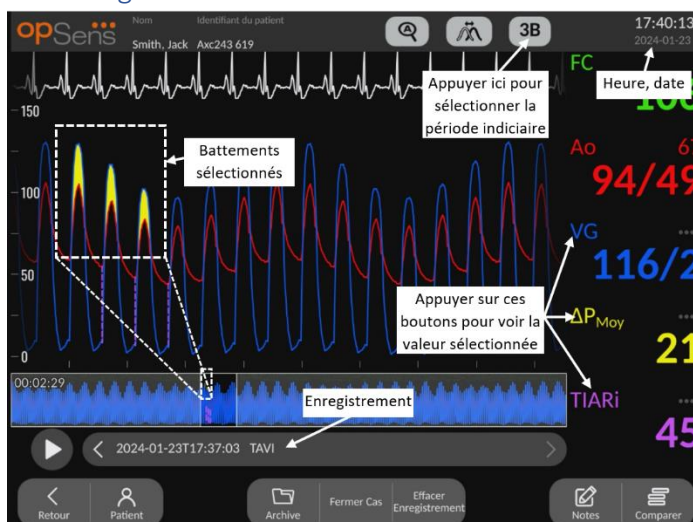 opSens
Nom
Identifiant du patient
Smith, Jack
Axc243 619
3B
17:40:13
2024-01-23
Appuyer ici pour
sélectionner la
période indiciaire
FC
Heure, date
150
Battements
sélectionnés
Ao
94/49
100
VG
116/2
50
Appuyer sur ces
boutons pour voir la
valeur sélectionnée
ΔPMoy
21
0
00:02:29
Enregistrement
TIARi
45
2024-01-23T17:37:03 TAVI
Retour
Patient
Archive
Fermer Cas
Effacer
Enregistrement
Notes
Comparer